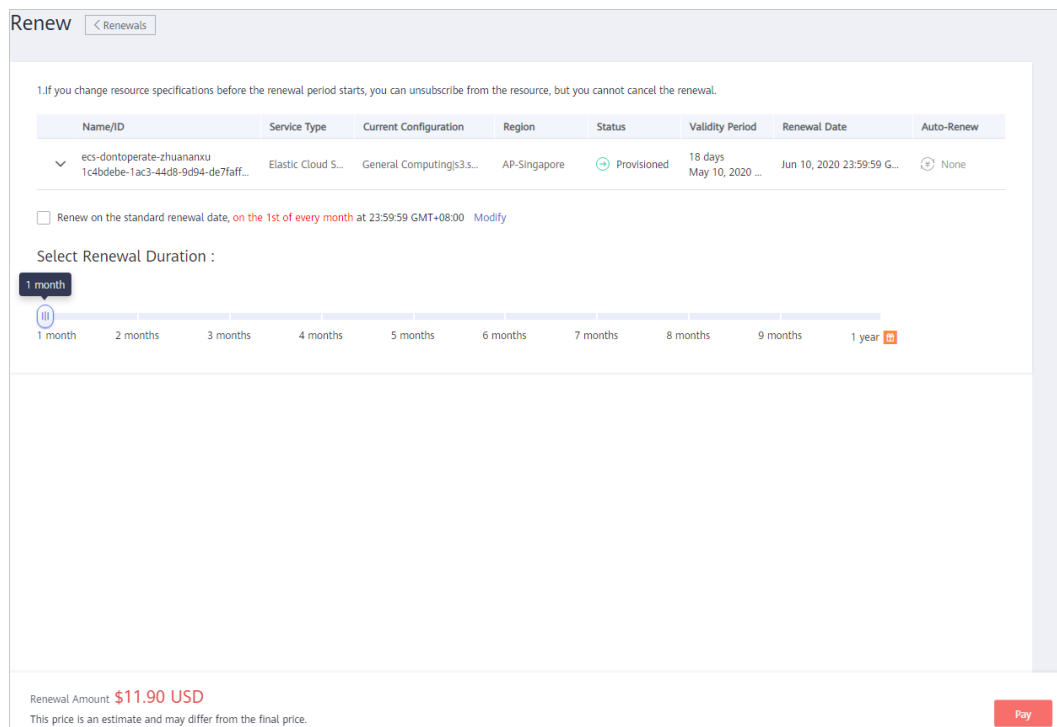 Renew < Renewals
1.If you change resource specifications before the renewal period starts, you can unsubscribe from the resource, but you cannot cancel the renewal.
Name/ID Service Type Current Configuration Region Status Validity Period Renewal Date Auto-Renew
ecs-dontoperate-zhuananxu
1c4bdebe-1ac3-44d8-9d94-de7faff...
Elastic Cloud S... General Computing|s3.s... AP-Singapore Provisioned
18 days
May 10, 2020 ...
Jun 10, 2020 23:59:59 G... None
Renew on the standard renewal date, on the 1st of every month at 23:59:59 GMT+08:00 Modify
Select Renewal Duration :
1 month
1 month 2 months 3 months 4 months 5 months 6 months 7 months 8 months 9 months 1 year
Renewal Amount $11.90 USD
This price is an estimate and may differ from the final price.
Pay